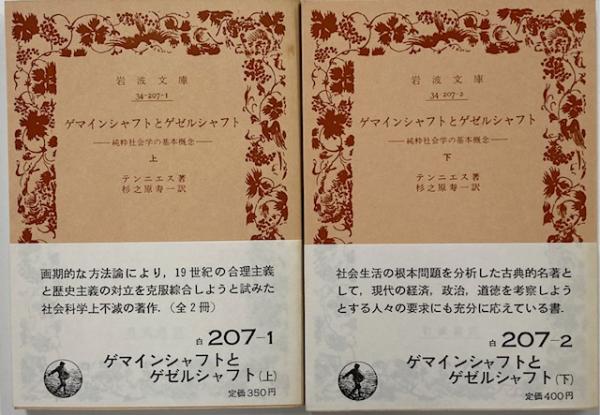 岩波文庫
34-207-1
ゲマインシャフトとゲゼルシャフト
——純粋社会学の基本概念——
上
テンニエス著
杉之原寿一訳
画期的な方法論により，19世紀の合理主義
と歴史主義の対立を克服綜合しようと試みた
社会科学上不滅の著作.（全2冊）
白 207-1
ゲマインシャフトと
ゲゼルシャフト(上)
定価350円
岩波文庫
34-207-2
ゲマインシャフトとゲゼルシャフト
——純粋社会学の基本概念——
下
テンニエス著
杉之原寿一訳
社会生活の根本問題を分析した古典的名著と
して，現代の経済，政治，道徳を考察しよう
とする人々の要求にも充分に応えている書.
白 207-2
ゲマインシャフトと
ゲゼルシャフト(下)
定価400円